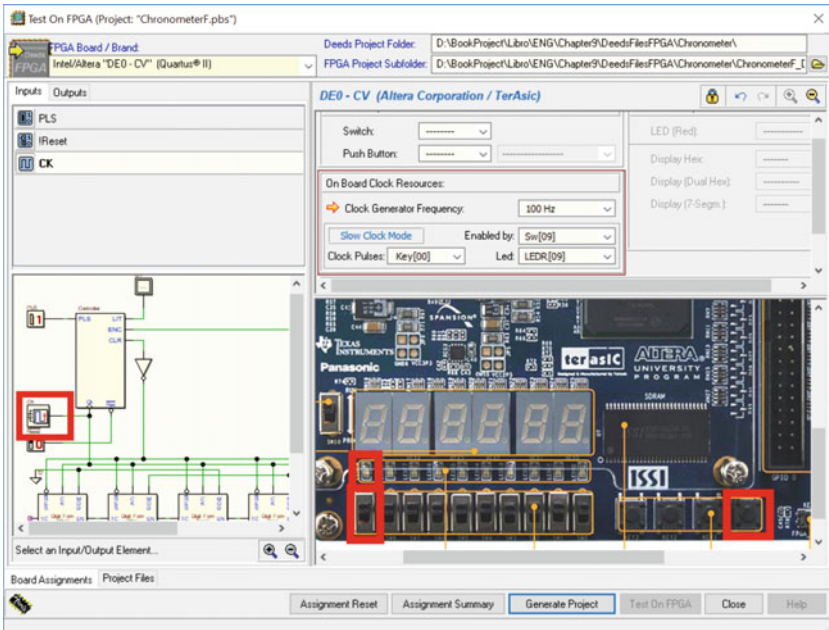 Test On FPGA (Project: "ChronometerF.pbs")
FPGA Board / Brand:
FPGA
Intel/Altera "DE0 - CV" (Quartus® II)
Deeds Project Folder:
D:\BookProject\Libro\ENG\Chapter9\DeedsFilesFPGA\Chronometer\
FPGA Project Subfolder:
D:\BookProject\Libro\ENG\Chapter9\DeedsFilesFPGA\Chronometer\ChronometerF_
Inputs Outputs
PLS
!Reset
CK
DE0 - CV (Altera Corporation / TerAsic)
Switch: --------
Push Button: --------
On Board Clock Resources:
Clock Generator Frequency: 100 Hz
Slow Clock Mode Enabled by: Sw[09]
Clock Pulses: Key[00] Led: LEDR[09]
LED (Red):
Display Hex:
Display (Dual Hex):
Display (7-Segm.):
Controller
PLS LIT
ENC
CLR
SPANSION
TEXAS
INSTRUMENTS
Panasonic
terasIC
ALTERA
UNIVERSITY
PROGRAM
SDRAM
ISSI
GPIO 0
Select an Input/Output Element...
Board Assignments Project Files
Assignment Reset Assignment Summary Generate Project Test On FPGA Close Help